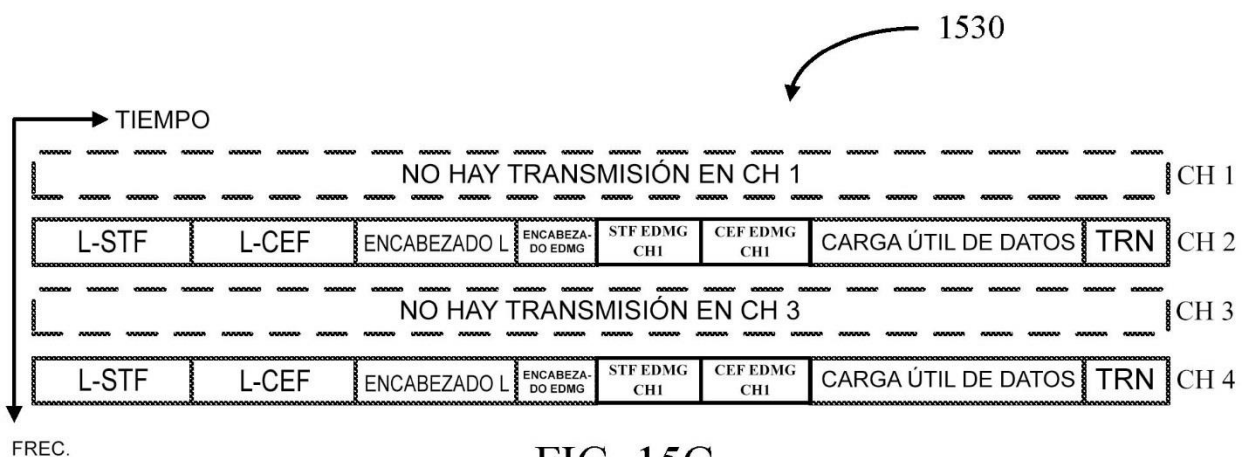 1530
TIEMPO
NO HAY TRANSMISIÓN EN CH 1 CH 1
L-STF L-CEF ENCABEZADO L ENCABEZA-
DO EDMG STF EDMG
CH1 CEF EDMG
CH1 CARGA ÚTIL DE DATOS TRN CH 2
NO HAY TRANSMISIÓN EN CH 3 CH 3
L-STF L-CEF ENCABEZADO L ENCABEZA-
DO EDMG STF EDMG
CH1 CEF EDMG
CH1 CARGA ÚTIL DE DATOS TRN CH 4
FREC.
FIG. 15C